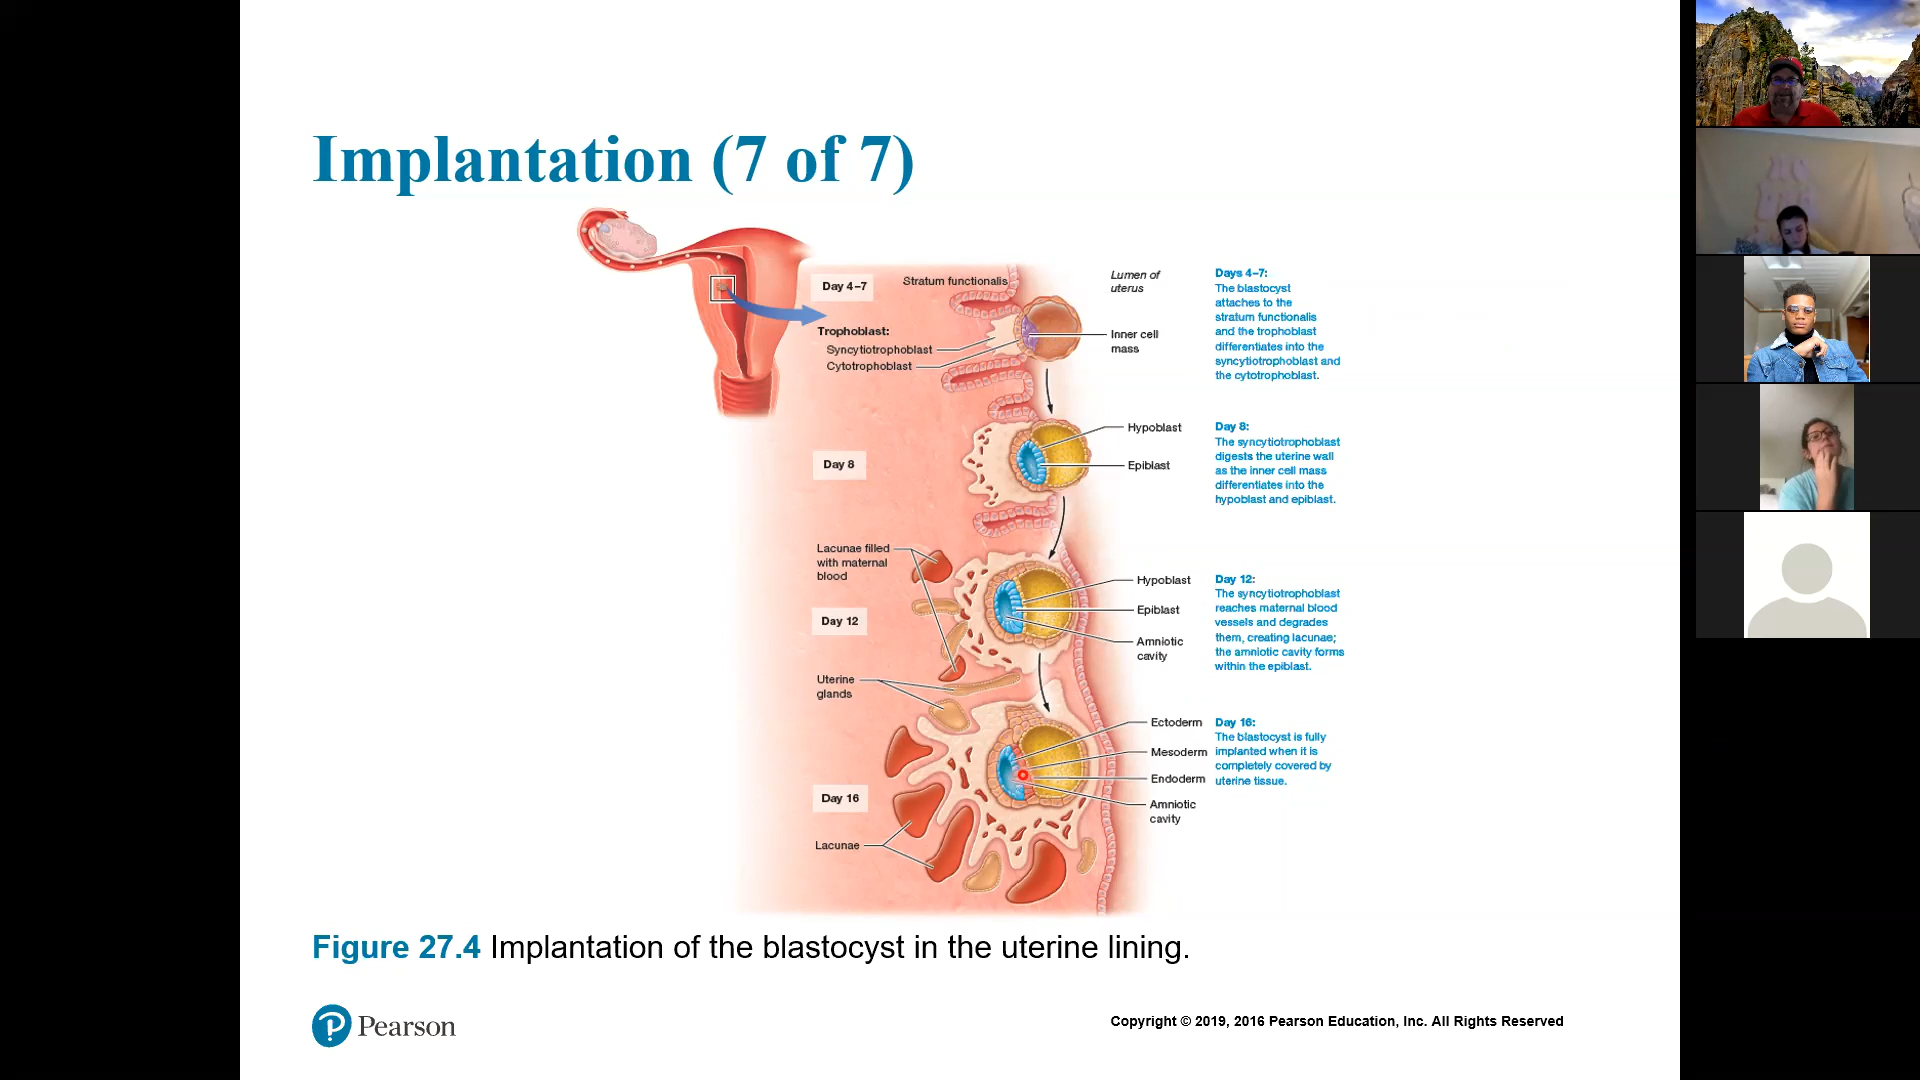 Implantation (7 of 7)
Day 4–7
Stratum functionalis
Lumen of
uterus
Trophoblast:
Syncytiotrophoblast
Cytotrophoblast
Inner cell
mass
Days 4–7:
The blastocyst
attaches to the
stratum functionalis
and the trophoblast
differentiates into the
syncytiotrophoblast and
the cytotrophoblast.
Day 8
Hypoblast
Epiblast
Day 8:
The syncytiotrophoblast
digests the uterine wall
as the inner cell mass
differentiates into the
hypoblast and epiblast.
Lacunae filled
with maternal
blood
Day 12
Uterine
glands
Hypoblast
Epiblast
Amniotic
cavity
Day 12:
The syncytiotrophoblast
reaches maternal blood
vessels and degrades
them, creating lacunae;
the amniotic cavity forms
within the epiblast.
Day 16
Lacunae
Ectoderm
Mesoderm
Endoderm
Amniotic
cavity
Day 16:
The blastocyst is fully
implanted when it is
completely covered by
uterine tissue.
Figure 27.4 Implantation of the blastocyst in the uterine lining.
Pearson
Copyright © 2019, 2016 Pearson Education, Inc. All Rights Reserved